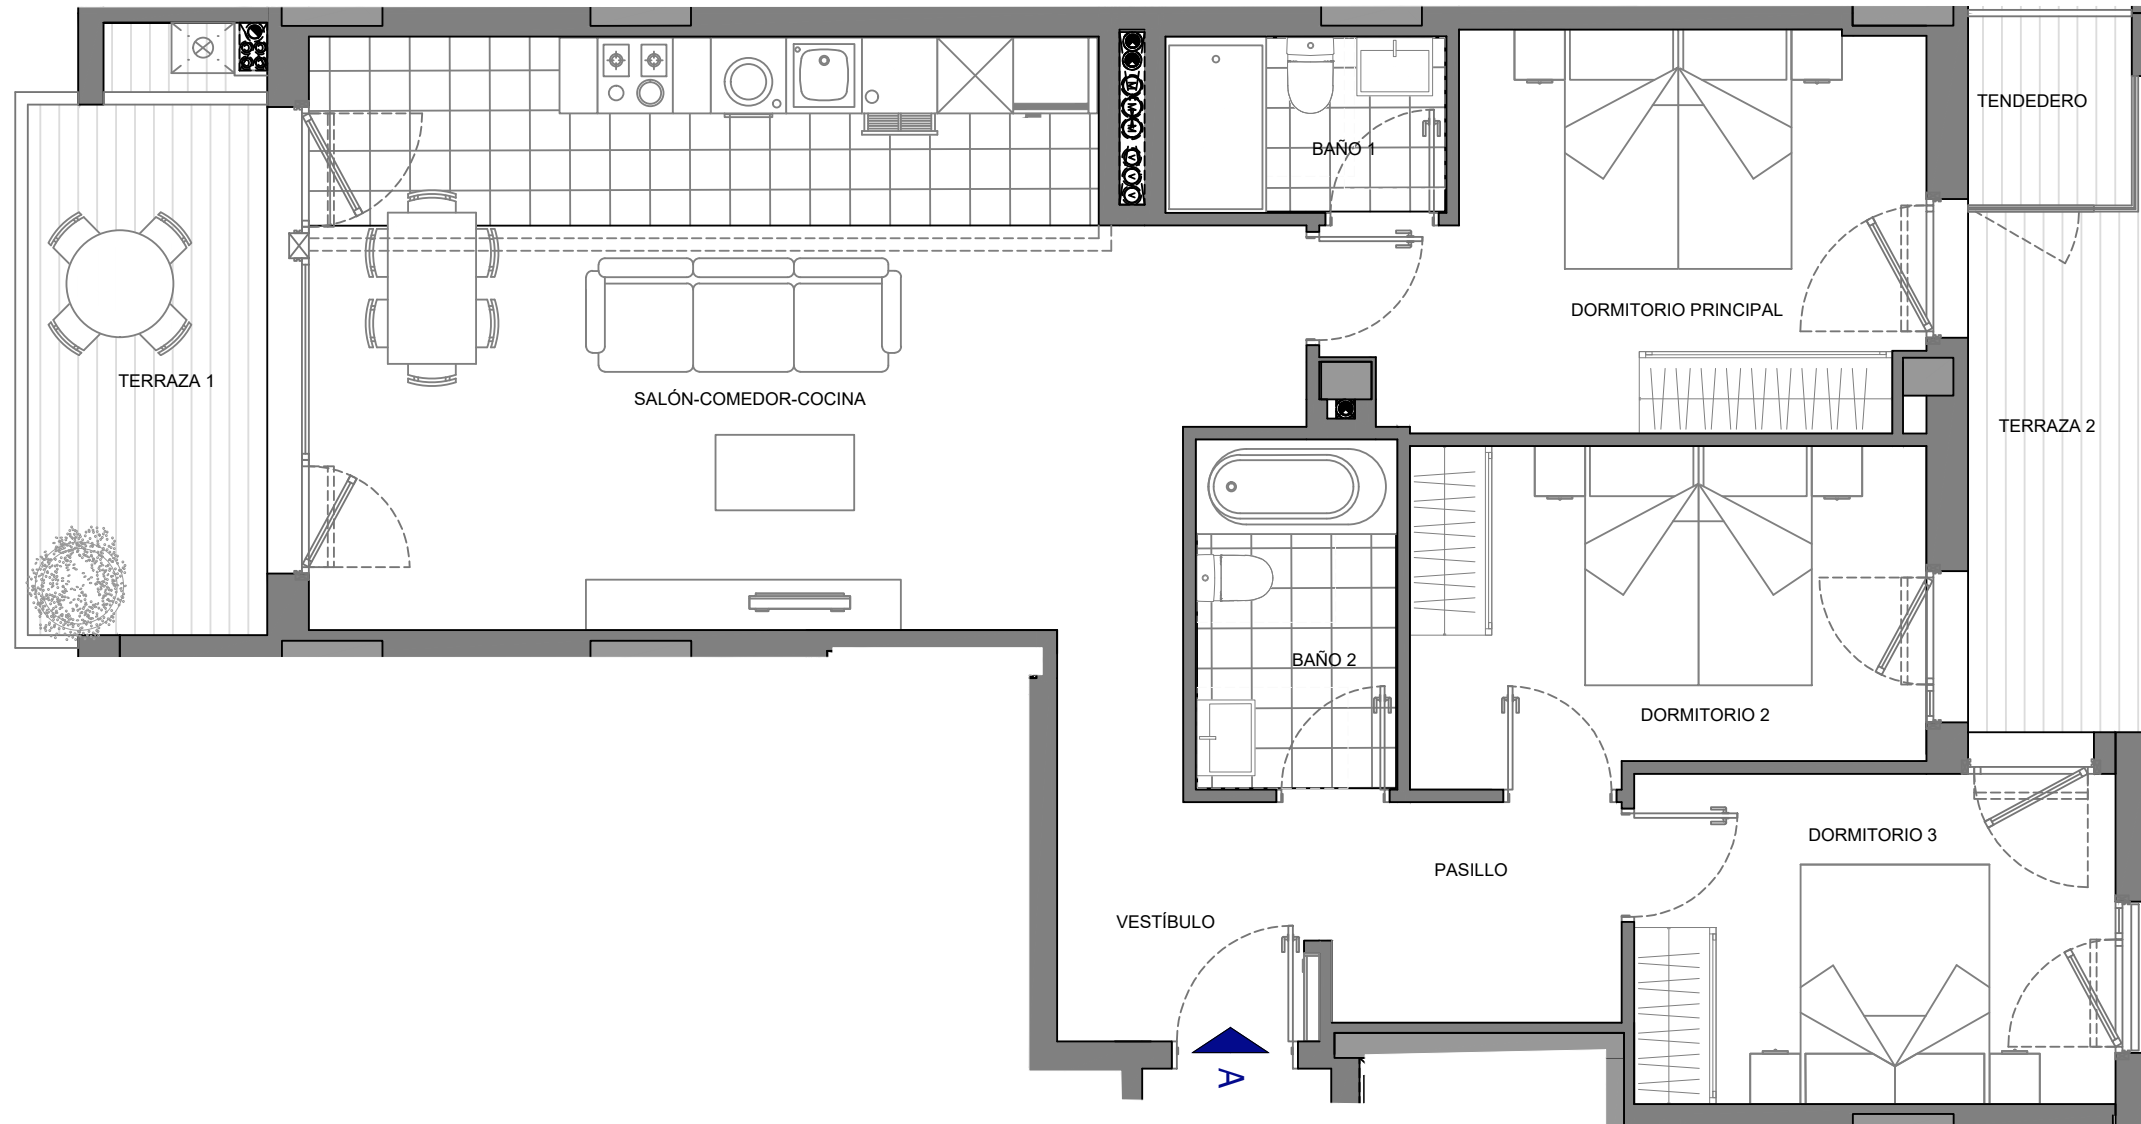 TENDEDERO
BAÑO 1
DORMITORIO PRINCIPAL
TERRAZA 1
SALÓN-COMEDOR-COCINA
TERRAZA 2
BAÑO 2
DORMITORIO 2
DORMITORIO 3
PASILLO
VESTÍBULO
A